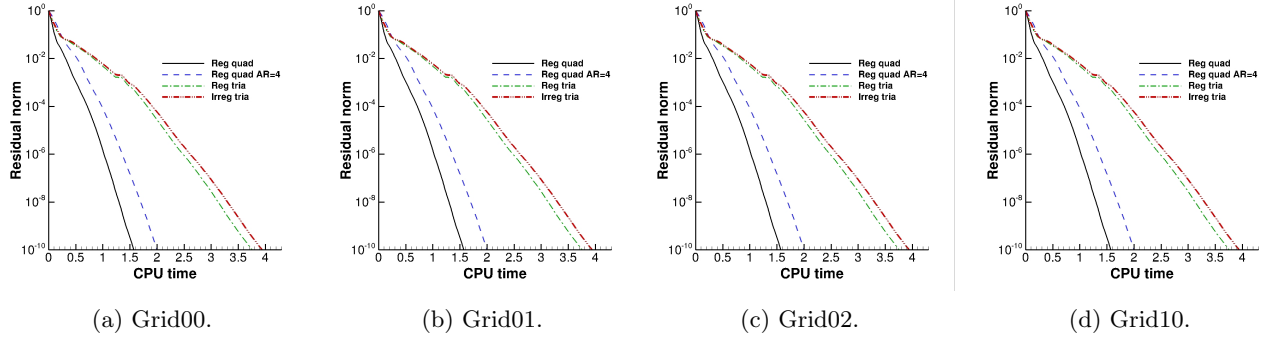 10^0
10^-2
10^-4
10^-6
10^-8
10^-10
Residual norm
0 0.5 1 1.5 2 2.5 3 3.5 4
CPU time
Reg quad
Reg quad AR=4
Reg tria
Irreg tria
(a) Grid00.
10^0
10^-2
10^-4
10^-6
10^-8
10^-10
Residual norm
0 0.5 1 1.5 2 2.5 3 3.5 4
CPU time
Reg quad
Reg quad AR=4
Reg tria
Irreg tria
(b) Grid01.
10^0
10^-2
10^-4
10^-6
10^-8
10^-10
Residual norm
0 0.5 1 1.5 2 2.5 3 3.5 4
CPU time
Reg quad
Reg quad AR=4
Reg tria
Irreg tria
(c) Grid02.
10^0
10^-2
10^-4
10^-6
10^-8
10^-10
Residual norm
0 0.5 1 1.5 2 2.5 3 3.5 4
CPU time
Reg quad
Reg quad AR=4
Reg tria
Irreg tria
(d) Grid10.